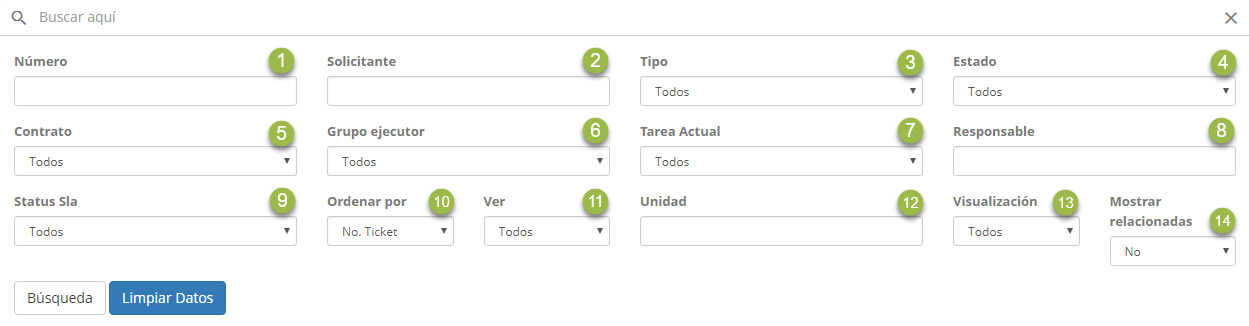 Buscar aquí
Número 1 Solicitante 2 Tipo 3 Estado 4
Todos Todos
Contrato 5 Grupo ejecutor 6 Tarea Actual 7 Responsable 8
Todos Todos Todos
Status Sla 9 Ordenar por 10 Ver 11 Unidad 12 Visualización 13 Mostrar
relacionadas 14
Todos No. Ticket Todos Todos
No
Búsqueda Limpiar Datos